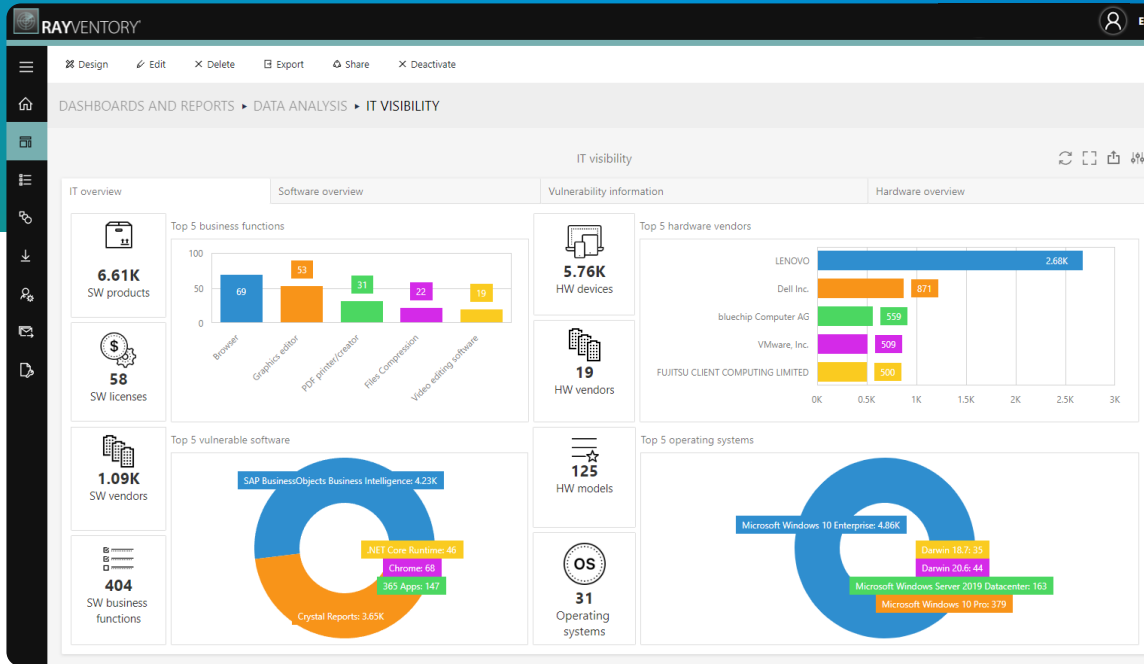 RAYVENTORY
Design Edit Delete Export Share Deactivate
DASHBOARDS AND REPORTS ▸ DATA ANALYSIS ▸ IT VISIBILITY
IT visibility
IT overview Software overview Vulnerability information Hardware overview
6.61K
SW products
58
SW licenses
1.09K
SW vendors
404
SW business
functions
Top 5 business functions
100
50
0
69
53
31
22
19
Browser
Graphics editor
PDF printer/creator
Files Compression
Video editing software
Top 5 vulnerable software
SAP BusinessObjects Business Intelligence: 4.23K
.NET Core Runtime: 46
Chrome: 68
365 Apps: 147
Crystal Reports: 3.65K
5.76K
HW devices
19
HW vendors
125
HW models
OS
31
Operating
systems
Top 5 hardware vendors
LENOVO 2.68K
Dell Inc. 871
bluechip Computer AG 559
VMware, Inc. 509
FUJITSU CLIENT COMPUTING LIMITED 500
0K 0.5K 1K 1.5K 2K 2.5K 3K
Top 5 operating systems
Microsoft Windows 10 Enterprise: 4.86K
Darwin 18.7: 35
Darwin 20.6: 44
Microsoft Windows Server 2019 Datacenter: 163
Microsoft Windows 10 Pro: 379